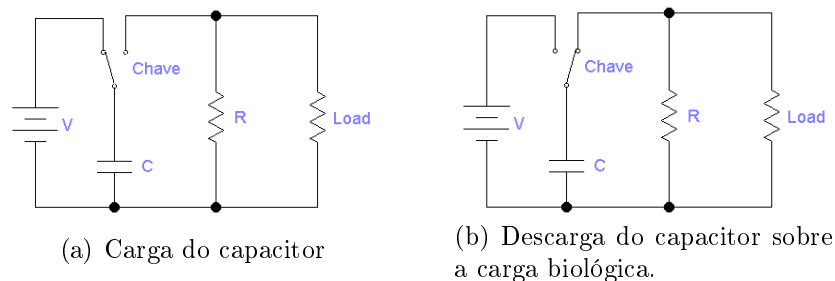 Chave
V
R
Load
C
(a) Carga do capacitor
Chave
V
R
Load
C
(b) Descarga do capacitor sobre
a carga biológica.